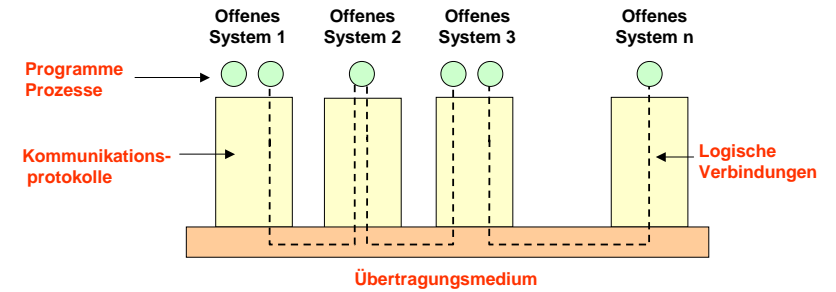 Offenes
System 1
Offenes
System 2
Offenes
System 3
Offenes
System n
Programme
Prozesse
Kommunikations-
protokolle
Logische
Verbindungen
Übertragungsmedium